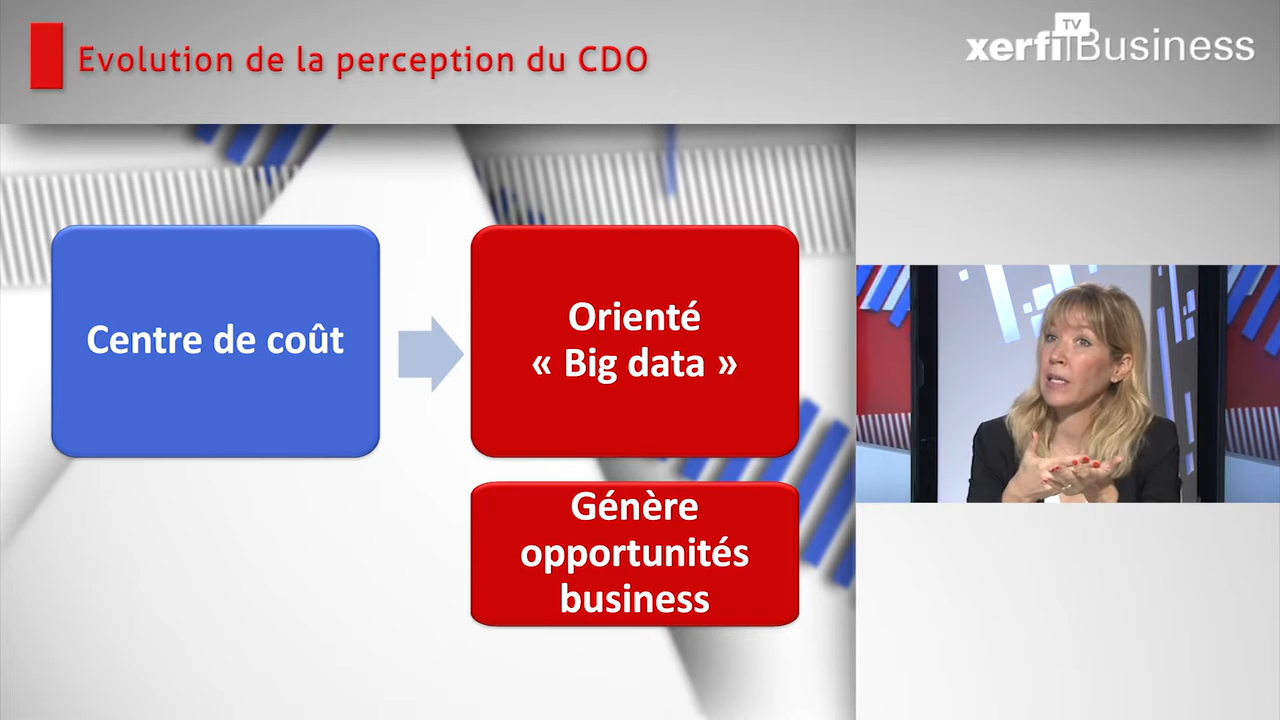 Evolution de la perception du CDO
xerfi TV Business
Centre de coût
Orienté
« Big data »
Génère
opportunités
business